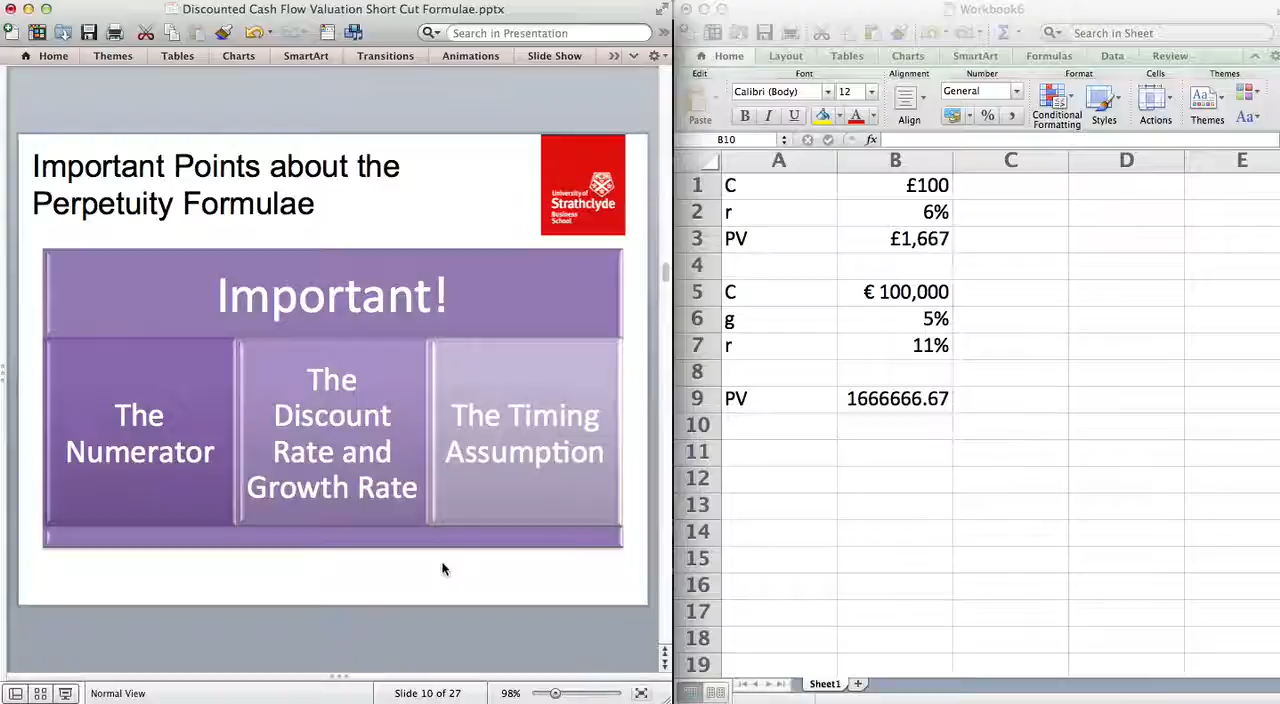 Discounted Cash Flow Valuation Short Cut Formulae.pptx
Search in Presentation
Home Themes Tables Charts SmartArt Transitions Animations Slide Show
Important Points about the
Perpetuity Formulae
University of
Strathclyde
Business
School
Important!
The
Numerator
The
Discount
Rate and
Growth Rate
The Timing
Assumption
Normal View Slide 10 of 27 98%
Workbook6
Search in Sheet
Home Layout Tables Charts SmartArt Formulas Data Review
Edit Font Alignment Number Format Cells Themes
Calibri (Body) 12 General
Paste B I U A Align % , Conditional
Formatting Styles Actions Themes Aa
B10 fx
A B C D E
1 C £100
2 r 6%
3 PV £1,667
4
5 C € 100,000
6 g 5%
7 r 11%
8
9 PV 1666666.67
10
11
12
13
14
15
16
17
18
19
Sheet1